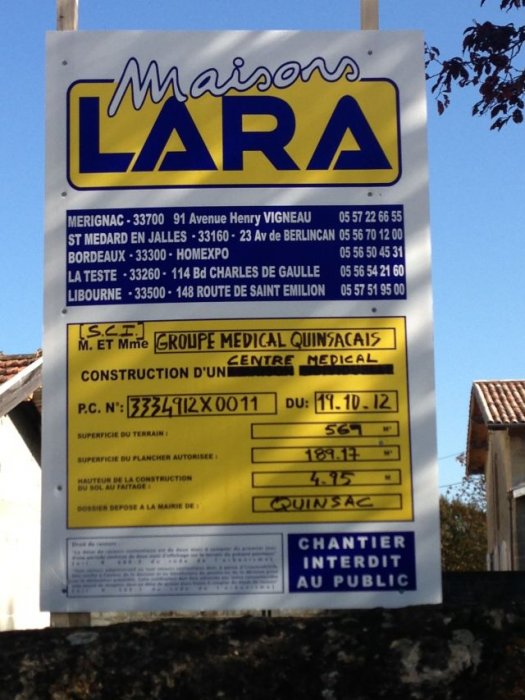 Maisons
LARA
MERIGNAC - 33700 91 Avenue Henry VIGNEAU 05 57 22 66 55
ST MEDARD EN JALLES - 33160 - 23 Av de BERLINCAN 05 56 70 12 00
BORDEAUX - 33300 - HOMEXPO 05 56 50 45 31
LA TESTE - 33260 - 114 Bd CHARLES DE GAULLE 05 56 54 21 60
LIBOURNE - 33500 - 148 ROUTE DE SAINT EMILION 05 57 51 95 00
[S.C.I.]
M. ET Mme GROUPE MEDICAL QUINSACAIS
CENTRE MEDICAL
CONSTRUCTION D'UN
P.C. N°: 3334912X0011 DU: 19.10.12
SUPERFICIE DU TERRAIN : 569 M²
SUPERFICIE DU PLANCHER AUTORISEE : 189.17 M²
HAUTEUR DE LA CONSTRUCTION
DU SOL AU FAITAGE : 4.95 M
DOSSIER DEPOSE A LA MAIRIE DE : QUINSAC
Droit de recours :
CHANTIER
INTERDIT
AU PUBLIC